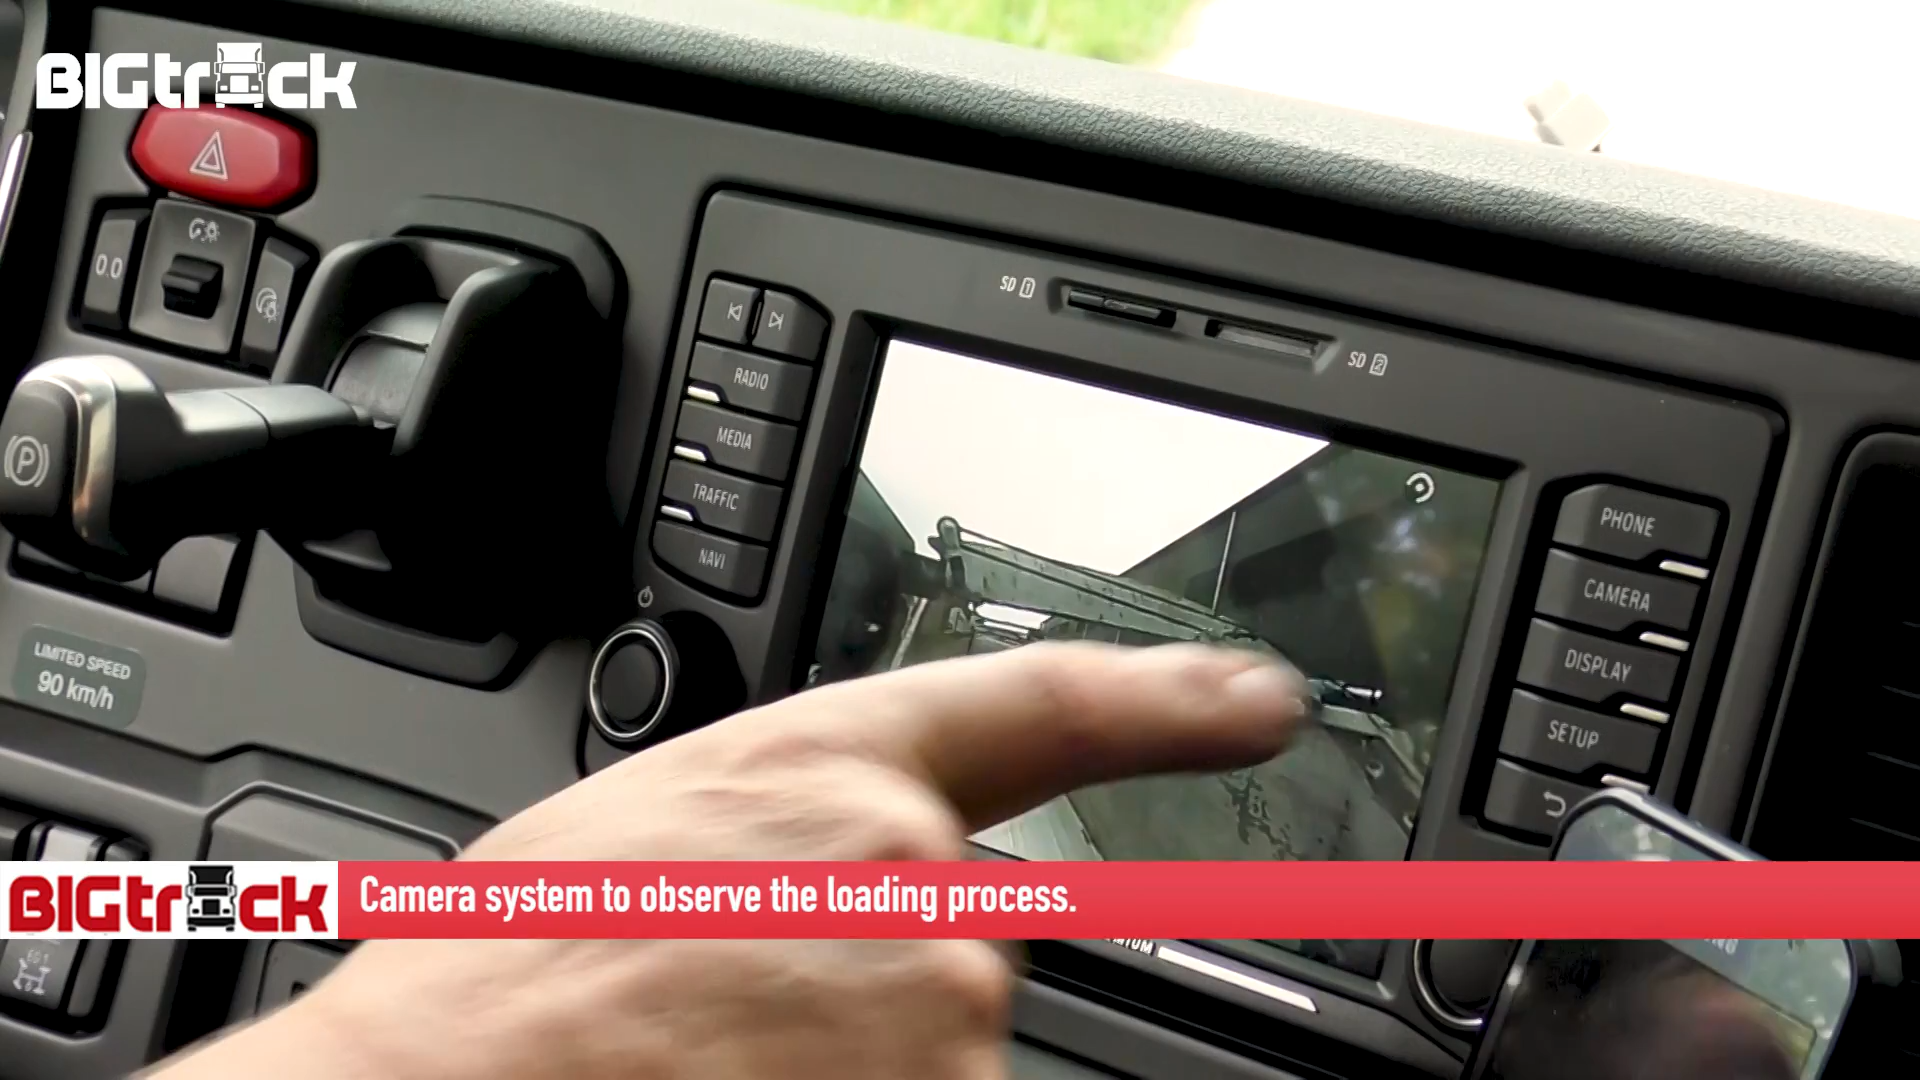 BIGtruck
0.0
SD 1
SD 2
RADIO
MEDIA
TRAFFIC
NAVI
P
PHONE
CAMERA
DISPLAY
SETUP
LIMITED SPEED
90 km/h
BIGtruck
Camera system to observe the loading process.